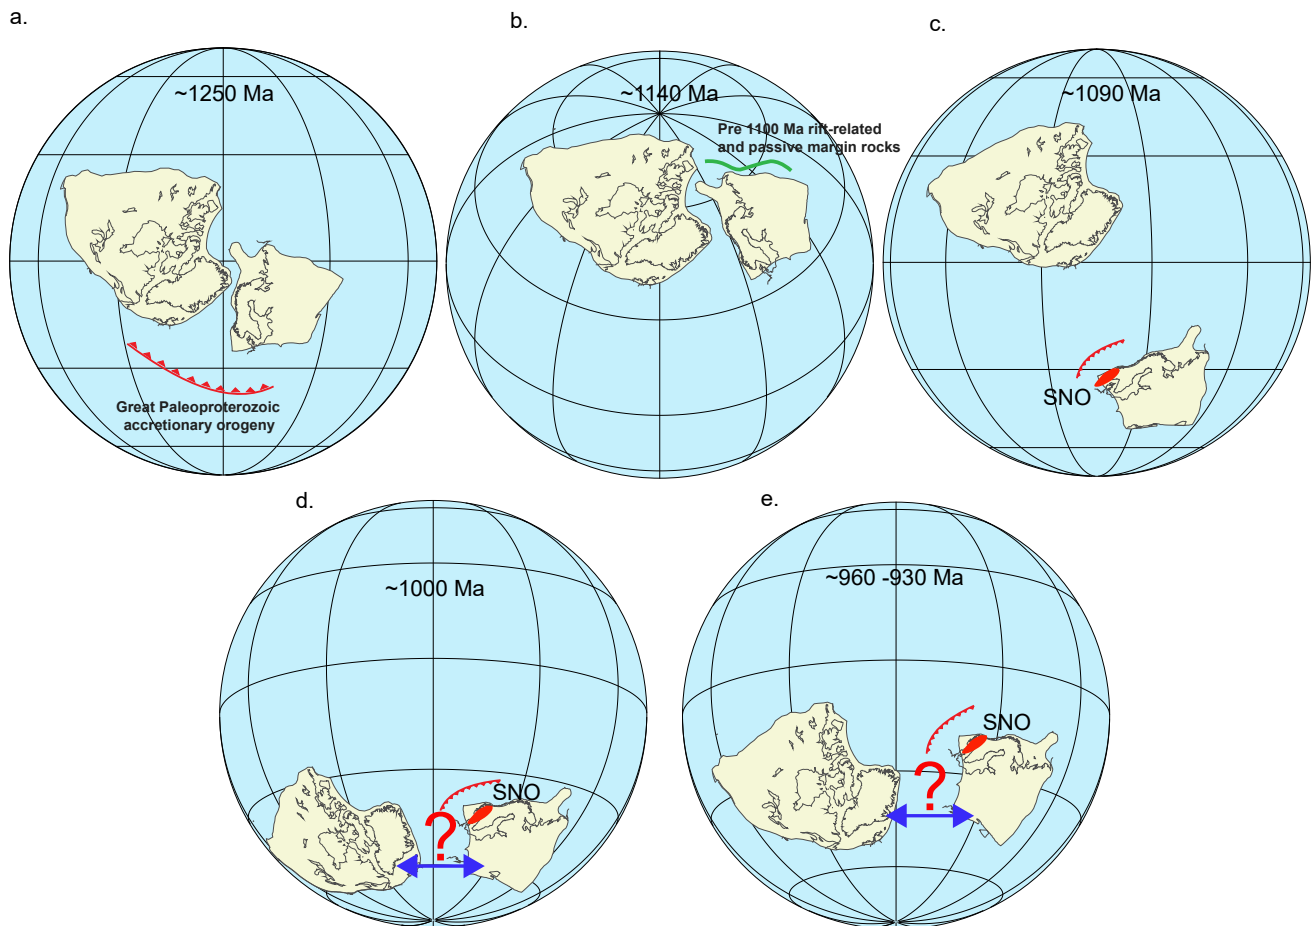 a.
~1250 Ma
Great Paleoproterozoic
accretionary orogeny
b.
~1140 Ma
Pre 1100 Ma rift-related
and passive margin rocks
c.
~1090 Ma
SNO
d.
~1000 Ma
SNO
?
e.
~960 -930 Ma
SNO
?